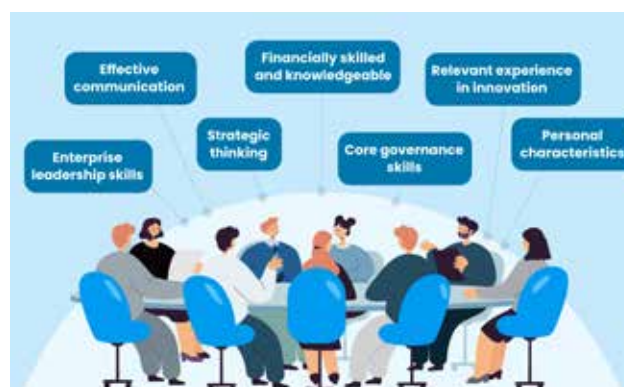 Financially skilled
and knowledgeable
Effective
communication
Relevant experience
in innovation
Strategic
thinking
Core governance
skills
Personal
characteristics
Enterprise
leadership skills